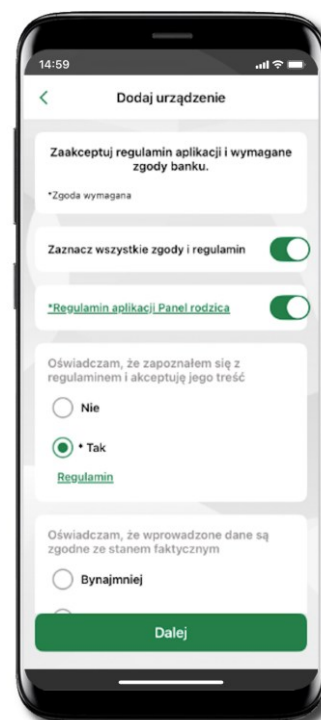 14:59
Dodaj urządzenie
Zaakceptuj regulamin aplikacji i wymagane
zgody banku.
*Zgoda wymagana
Zaznacz wszystkie zgody i regulamin
*Regulamin aplikacji Panel rodzica
Oświadczam, że zapoznałem się z
regulaminem i akceptuję jego treść
Nie
* Tak
Regulamin
Oświadczam, że wprowadzone dane są
zgodne ze stanem faktycznym
Bynajmniej
Dalej